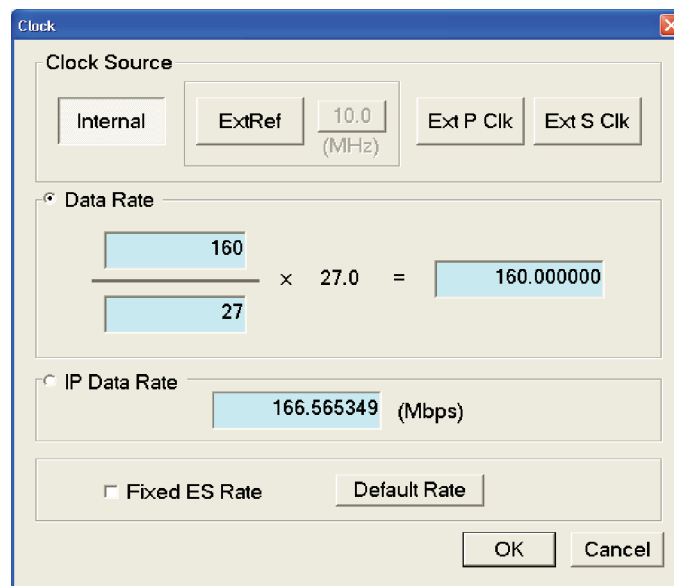 Clock
Clock Source
Internal ExtRef 10.0 Ext P Clk Ext S Clk
(MHz)
Data Rate
160
× 27.0 = 160.000000
27
IP Data Rate
166.565349 (Mbps)
Fixed ES Rate Default Rate
OK Cancel